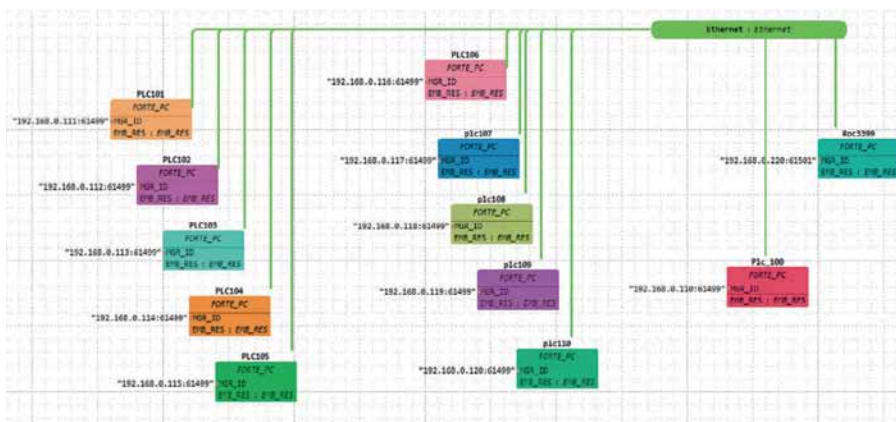 Ethernet : Ethernet
PLC101
FORTE_PC
"192.168.0.111:61499" MGR_ID
EMB_RES : EMB_RES
PLC102
FORTE_PC
"192.168.0.112:61499" MGR_ID
EMB_RES : EMB_RES
PLC103
FORTE_PC
"192.168.0.113:61499" MGR_ID
EMB_RES : EMB_RES
PLC104
FORTE_PC
"192.168.0.114:61499" MGR_ID
EMB_RES : EMB_RES
PLC105
FORTE_PC
"192.168.0.115:61499" MGR_ID
EMB_RES : EMB_RES
PLC106
FORTE_PC
"192.168.0.116:61499" MGR_ID
EMB_RES : EMB_RES
plc107
FORTE_PC
"192.168.0.117:61499" MGR_ID
EMB_RES : EMB_RES
plc108
FORTE_PC
"192.168.0.118:61499" MGR_ID
EMB_RES : EMB_RES
plc109
FORTE_PC
"192.168.0.119:61499" MGR_ID
EMB_RES : EMB_RES
plc110
FORTE_PC
"192.168.0.120:61499" MGR_ID
EMB_RES : EMB_RES
Plc_100
FORTE_PC
"192.168.0.110:61499" MGR_ID
EMB_RES : EMB_RES
Roc3399
FORTE_PC
"192.168.0.220:61501" MGR_ID
EMB_RES : EMB_RES